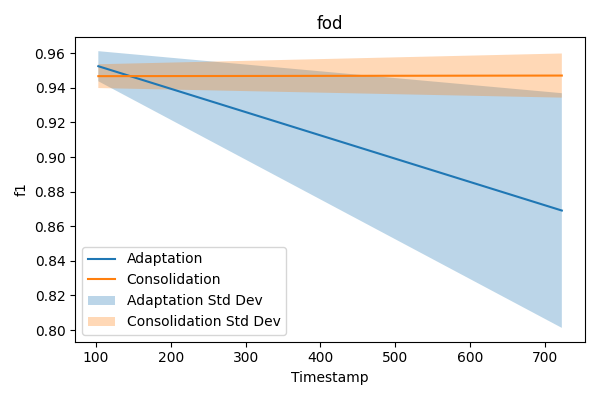 fod
0.96
0.94
0.92
0.90
0.88
0.86
0.84
0.82
0.80
f1
Adaptation
Consolidation
Adaptation Std Dev
Consolidation Std Dev
100 200 300 400 500 600 700
Timestamp